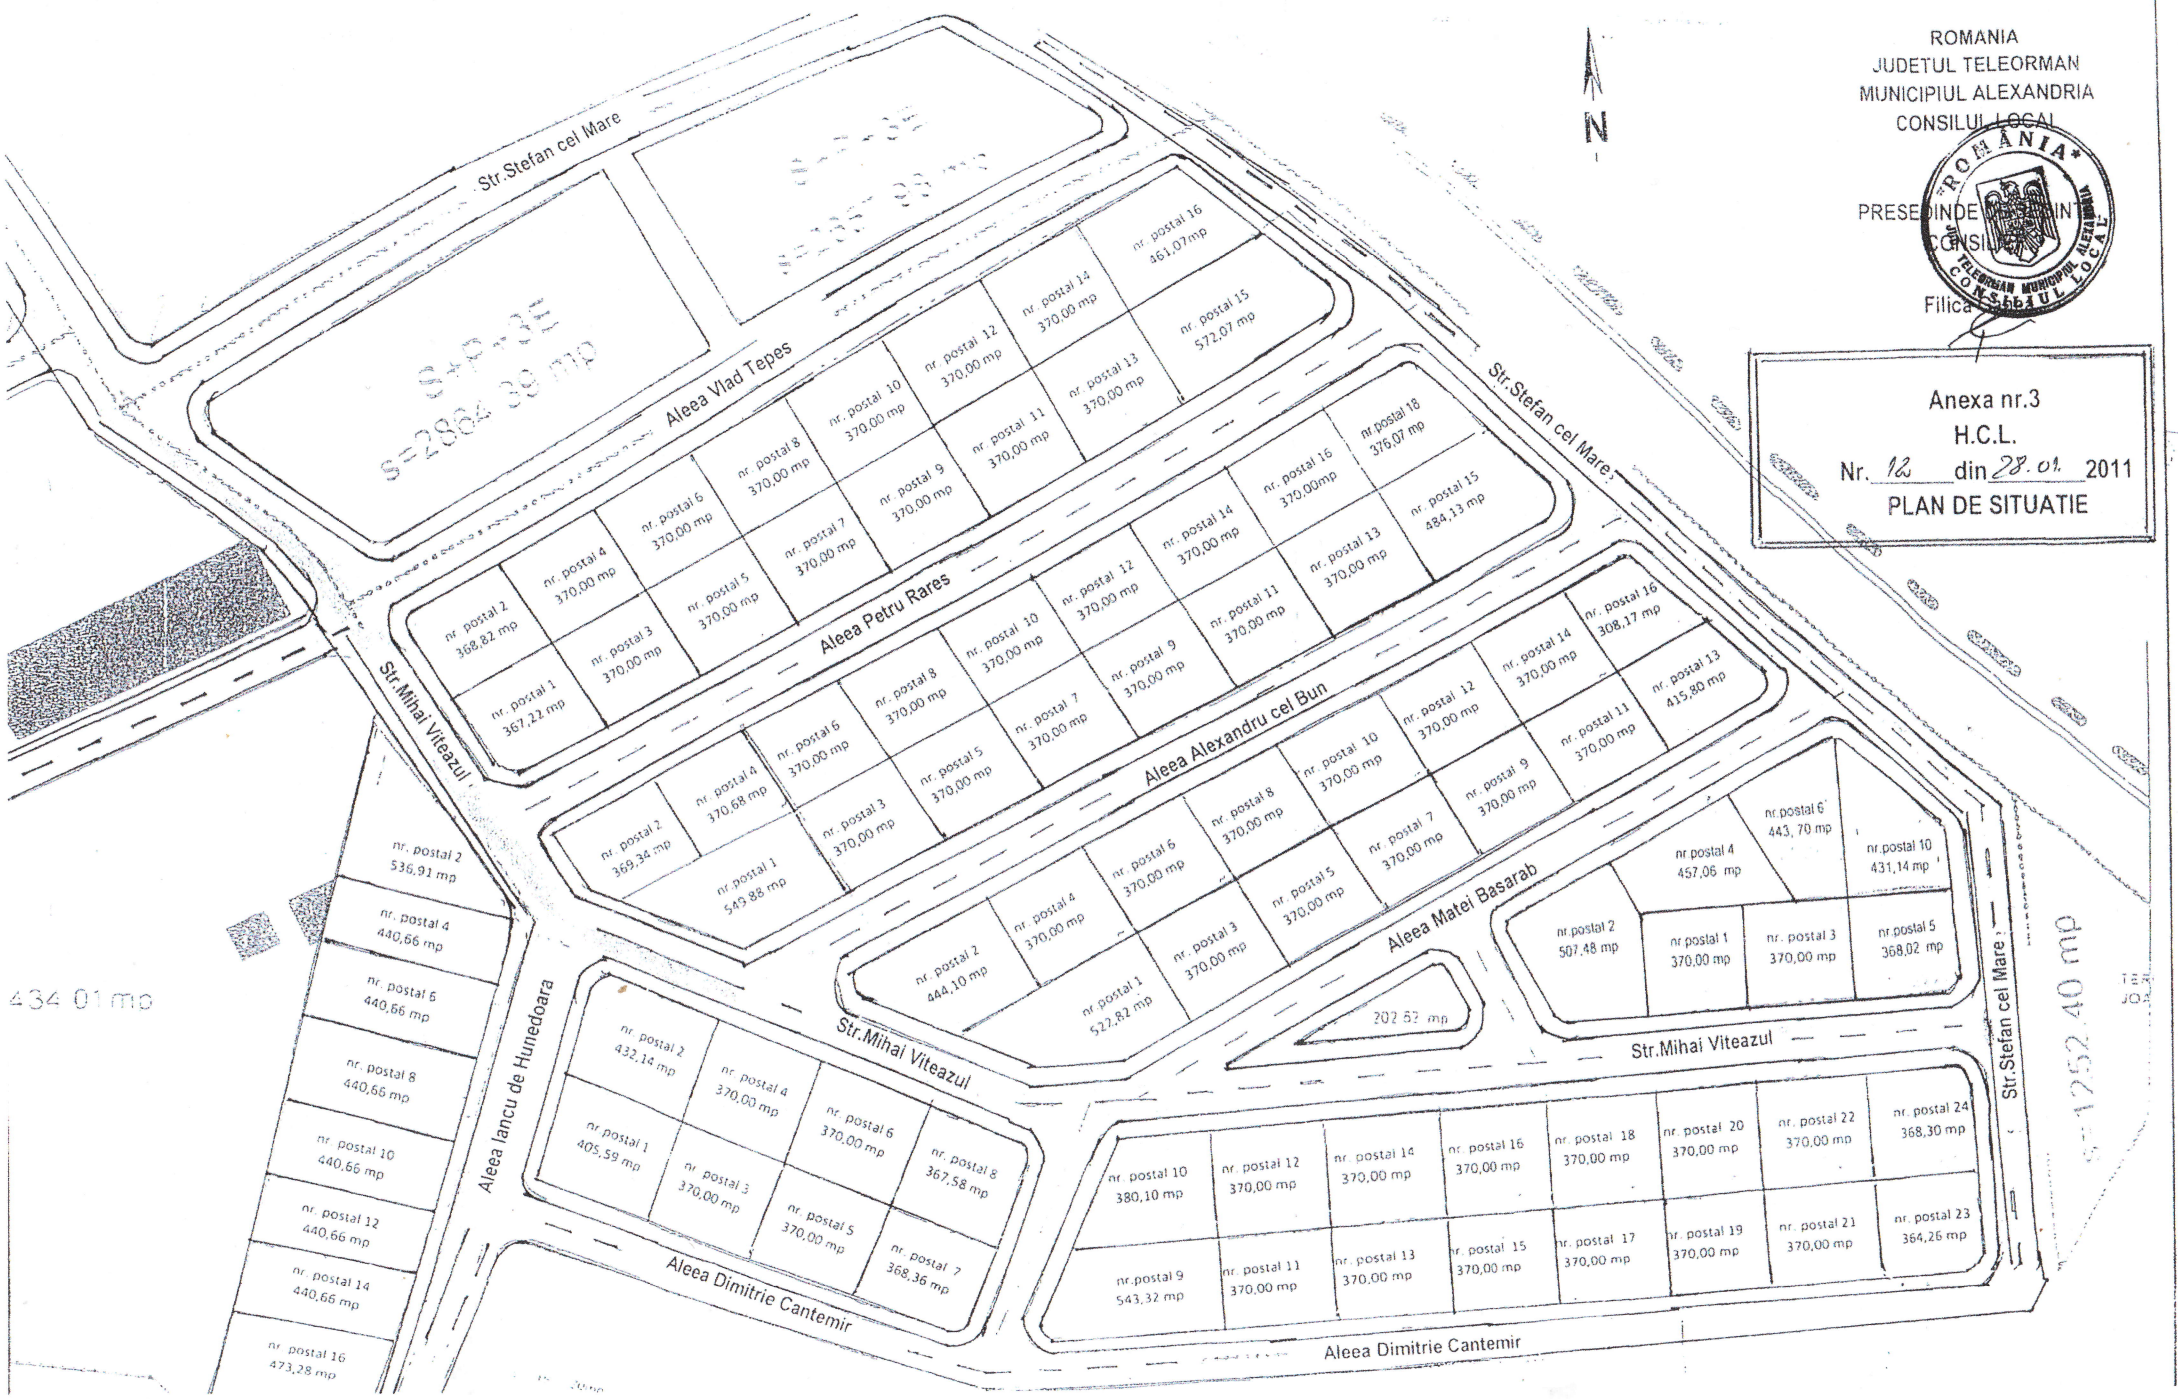 ROMANIA
JUDETUL TELEORMAN
MUNICIPIUL ALEXANDRIA
CONSILUL LOCAL
PRESEDINDE
Filica
*ROMÂNIA*
JUD. TELEORMAN MUNICIPIUL ALEXANDRIA
CONSILIUL LOCAL
Anexa nr.3
H.C.L.
Nr. 12 din 28.01. 2011
PLAN DE SITUATIE
N
Str.Stefan cel Mare
S+P+3E
s=2864 39 mp
Aleea Vlad Tepes
nr. postal 2
368,82 mp
nr. postal 4
370,00 mp
nr. postal 6
370,00 mp
nr. postal 8
370,00 mp
nr. postal 10
370,00 mp
nr. postal 12
370,00 mp
nr. postal 14
370,00 mp
nr. postal 16
461,07mp
nr. postal 1
367,22 mp
nr. postal 3
370,00 mp
nr. postal 5
370,00 mp
nr. postal 7
370,00 mp
nr. postal 9
370,00 mp
nr. postal 11
370,00 mp
nr. postal 13
370,00 mp
nr. postal 15
572,07 mp
Aleea Petru Rares
Str.Stefan cel Mare
Str.Mihai Viteazul
nr. postal 2
369,34 mp
nr. postal 4
370,68 mp
nr. postal 6
370,00 mp
nr. postal 8
370,00 mp
nr. postal 10
370,00 mp
nr. postal 12
370,00 mp
nr. postal 14
370,00 mp
nr. postal 16
370,00mp
nr.postal 18
376,07 mp
nr.postal 1
549 88 mp
nr. postal 3
370,00 mp
nr. postal 5
370,00 mp
nr. postal 7
370,00 mp
nr. postal 9
370,00 mp
nr. postal 11
370,00 mp
nr. postal 13
370,00 mp
nr. postal 15
484,13 mp
Aleea Alexandru cel Bun
nr. postal 2
444,10 mp
nr. postal 4
370,00 mp
nr. postal 6
370,00 mp
nr. postal 8
370,00 mp
nr. postal 10
370,00 mp
nr. postal 12
370,00 mp
nr. postal 14
370,00 mp
nr. postal 16
308,17 mp
nr. postal 1
527,82 mp
nr. postal 3
370,00 mp
nr. postal 5
370,00 mp
nr. postal 7
370,00 mp
nr. postal 9
370,00 mp
nr. postal 11
370,00 mp
nr. postal 13
415,80 mp
Aleea Matei Basarab
nr.postal 2
507,48 mp
nr.postal 4
457,06 mp
nr.postal 6
443, 70 mp
nr.postal 10
431,14 mp
nr.postal 1
370,00 mp
nr.postal 3
370,00 mp
nr.postal 5
368,02 mp
202 62 mp
Str.Mihai Viteazul
Str.Mihai Viteazul
Str.Stefan cel Mare
s=1252 40 mp
434 01 mp
nr. postal 2
536,91 mp
nr. postal 4
440,66 mp
nr. postal 6
440,66 mp
nr. postal 8
440,66 mp
nr. postal 10
440,66 mp
nr. postal 12
440,66 mp
nr. postal 14
440,66 mp
nr. postal 16
473,28 mp
Aleea Iancu de Hunedoara
nr. postal 2
432,14 mp
nr. postal 4
370,00 mp
nr. postal 6
370,00 mp
nr. postal 8
367,58 mp
nr. postal 1
405,59 mp
nr. postal 3
370,00 mp
nr. postal 5
370,00 mp
nr. postal 7
368,36 mp
Aleea Dimitrie Cantemir
nr. postal 10
380,10 mp
nr. postal 12
370,00 mp
nr. postal 14
370,00 mp
nr. postal 16
370,00 mp
nr. postal 18
370,00 mp
nr. postal 20
370,00 mp
nr. postal 22
370,00 mp
nr. postal 24
368,30 mp
nr.postal 9
543,32 mp
nr. postal 11
370,00 mp
nr. postal 13
370,00 mp
nr. postal 15
370,00 mp
nr. postal 17
370,00 mp
nr. postal 19
370,00 mp
nr. postal 21
370,00 mp
nr. postal 23
364,26 mp
Aleea Dimitrie Cantemir